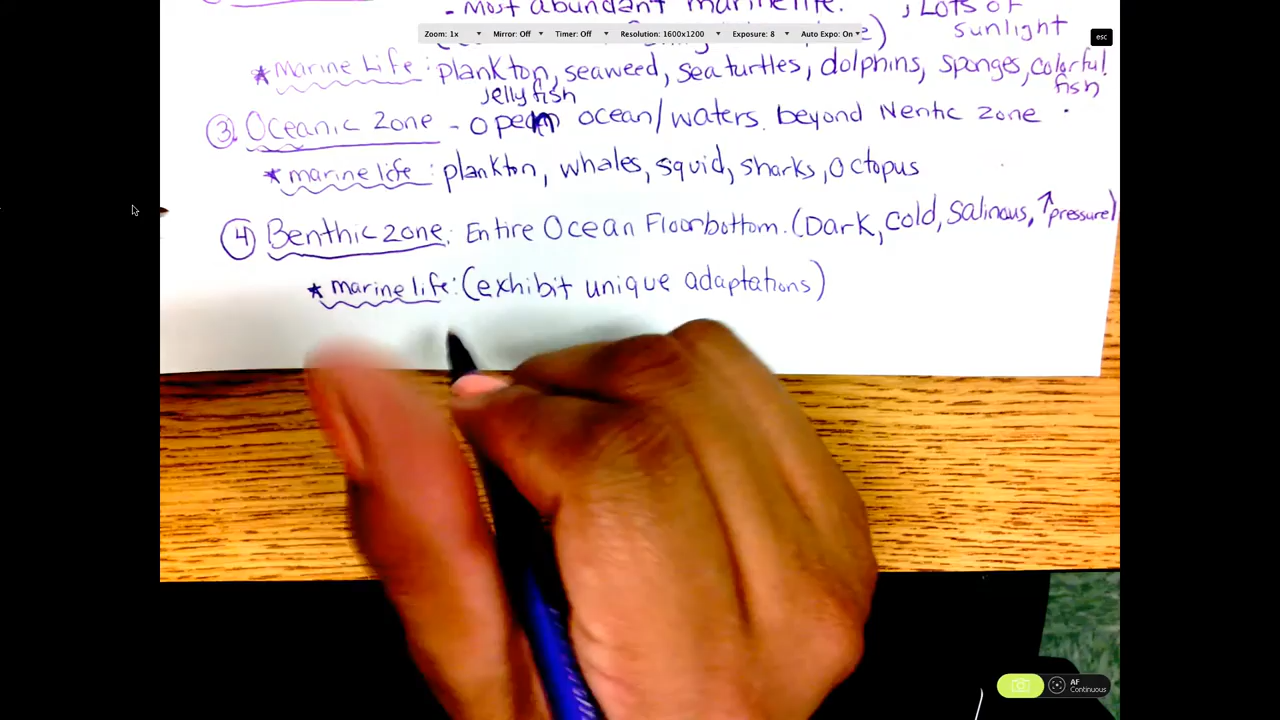 - Most abundant marine life. , Lots of
sunlight
Zoom: 1x Mirror: Off Timer: Off Resolution: 1600x1200 Exposure: 8 Auto Expo: On
esc
* Marine Life: plankton, seaweed, sea turtles, dolphins, sponges, colorful
jellyfish fish
③ Oceanic Zone - open ocean/waters beyond Neritic zone
* marine life: plankton, whales, squid, sharks, Octopus
④ Benthic zone: Entire Ocean Floor bottom. (Dark, cold, Salinous, ↑pressure)
* marine life: (exhibit unique adaptations)
AF
Continuous